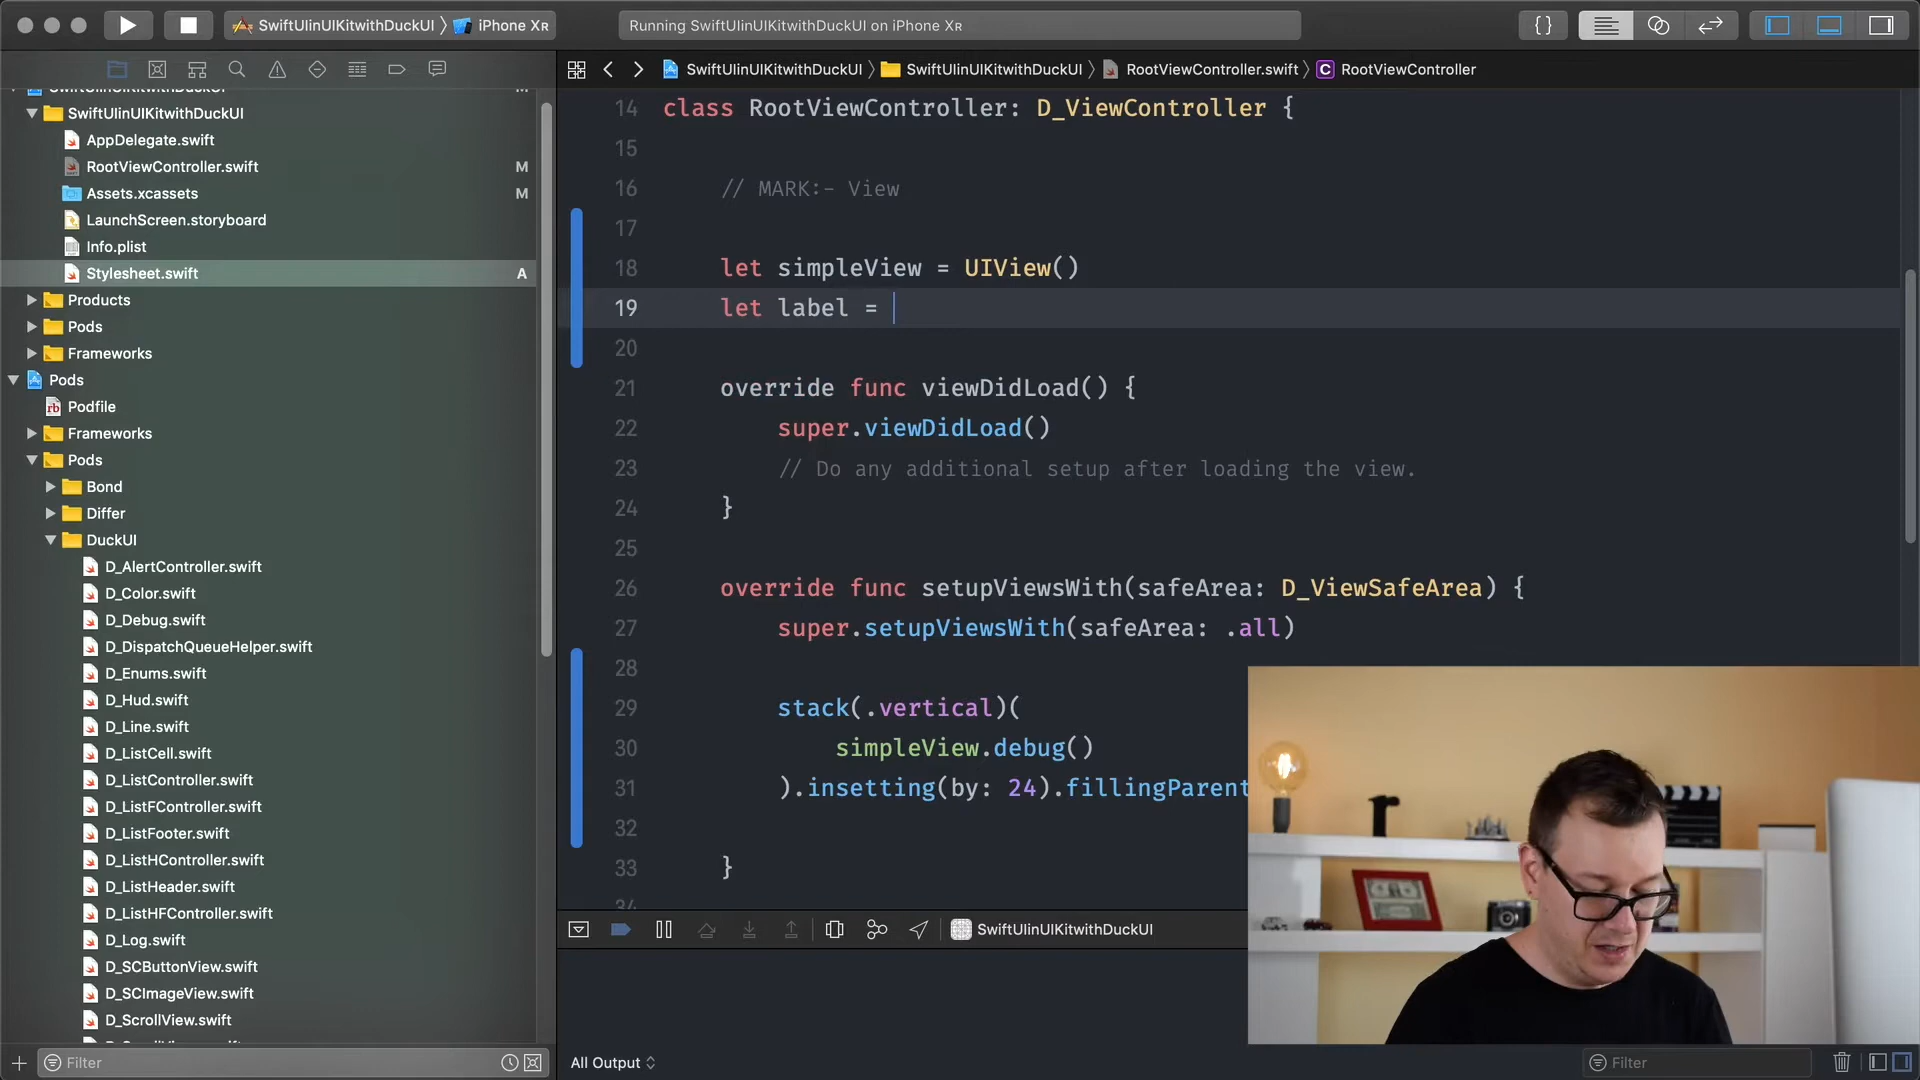 SwiftUIinUIKitwithDuckUI
iPhone XR
Running SwiftUIinUIKitwithDuckUI on iPhone XR
{}
SwiftUIinUIKitwithDuckUI
SwiftUIinUIKitwithDuckUI
RootViewController.swift
C
RootViewController
SwiftUIinUIKitwithDuckUI
M
SwiftUIinUIKitwithDuckUI
AppDelegate.swift
RootViewController.swift
M
Assets.xcassets
M
LaunchScreen.storyboard
Info.plist
Stylesheet.swift
A
Products
Pods
Frameworks
Pods
rb Podfile
Frameworks
Pods
Bond
Differ
DuckUI
D_AlertController.swift
D_Color.swift
D_Debug.swift
D_DispatchQueueHelper.swift
D_Enums.swift
D_Hud.swift
D_Line.swift
D_ListCell.swift
D_ListController.swift
D_ListFController.swift
D_ListFooter.swift
D_ListHController.swift
D_ListHeader.swift
D_ListHFController.swift
D_Log.swift
D_SCButtonView.swift
D_SCImageView.swift
D_ScrollView.swift
Filter
14 class RootViewController: D_ViewController {
15
16 // MARK:- View
17
18 let simpleView = UIView()
19 let label =
20
21 override func viewDidLoad() {
22 super.viewDidLoad()
23 // Do any additional setup after loading the view.
24 }
25
26 override func setupViewsWith(safeArea: D_ViewSafeArea) {
27 super.setupViewsWith(safeArea: .all)
28
29 stack(.vertical)(
30 simpleView.debug()
31 ).insetting(by: 24).fillingParent
32
33 }
34
SwiftUIinUIKitwithDuckUI
All Output
Filter